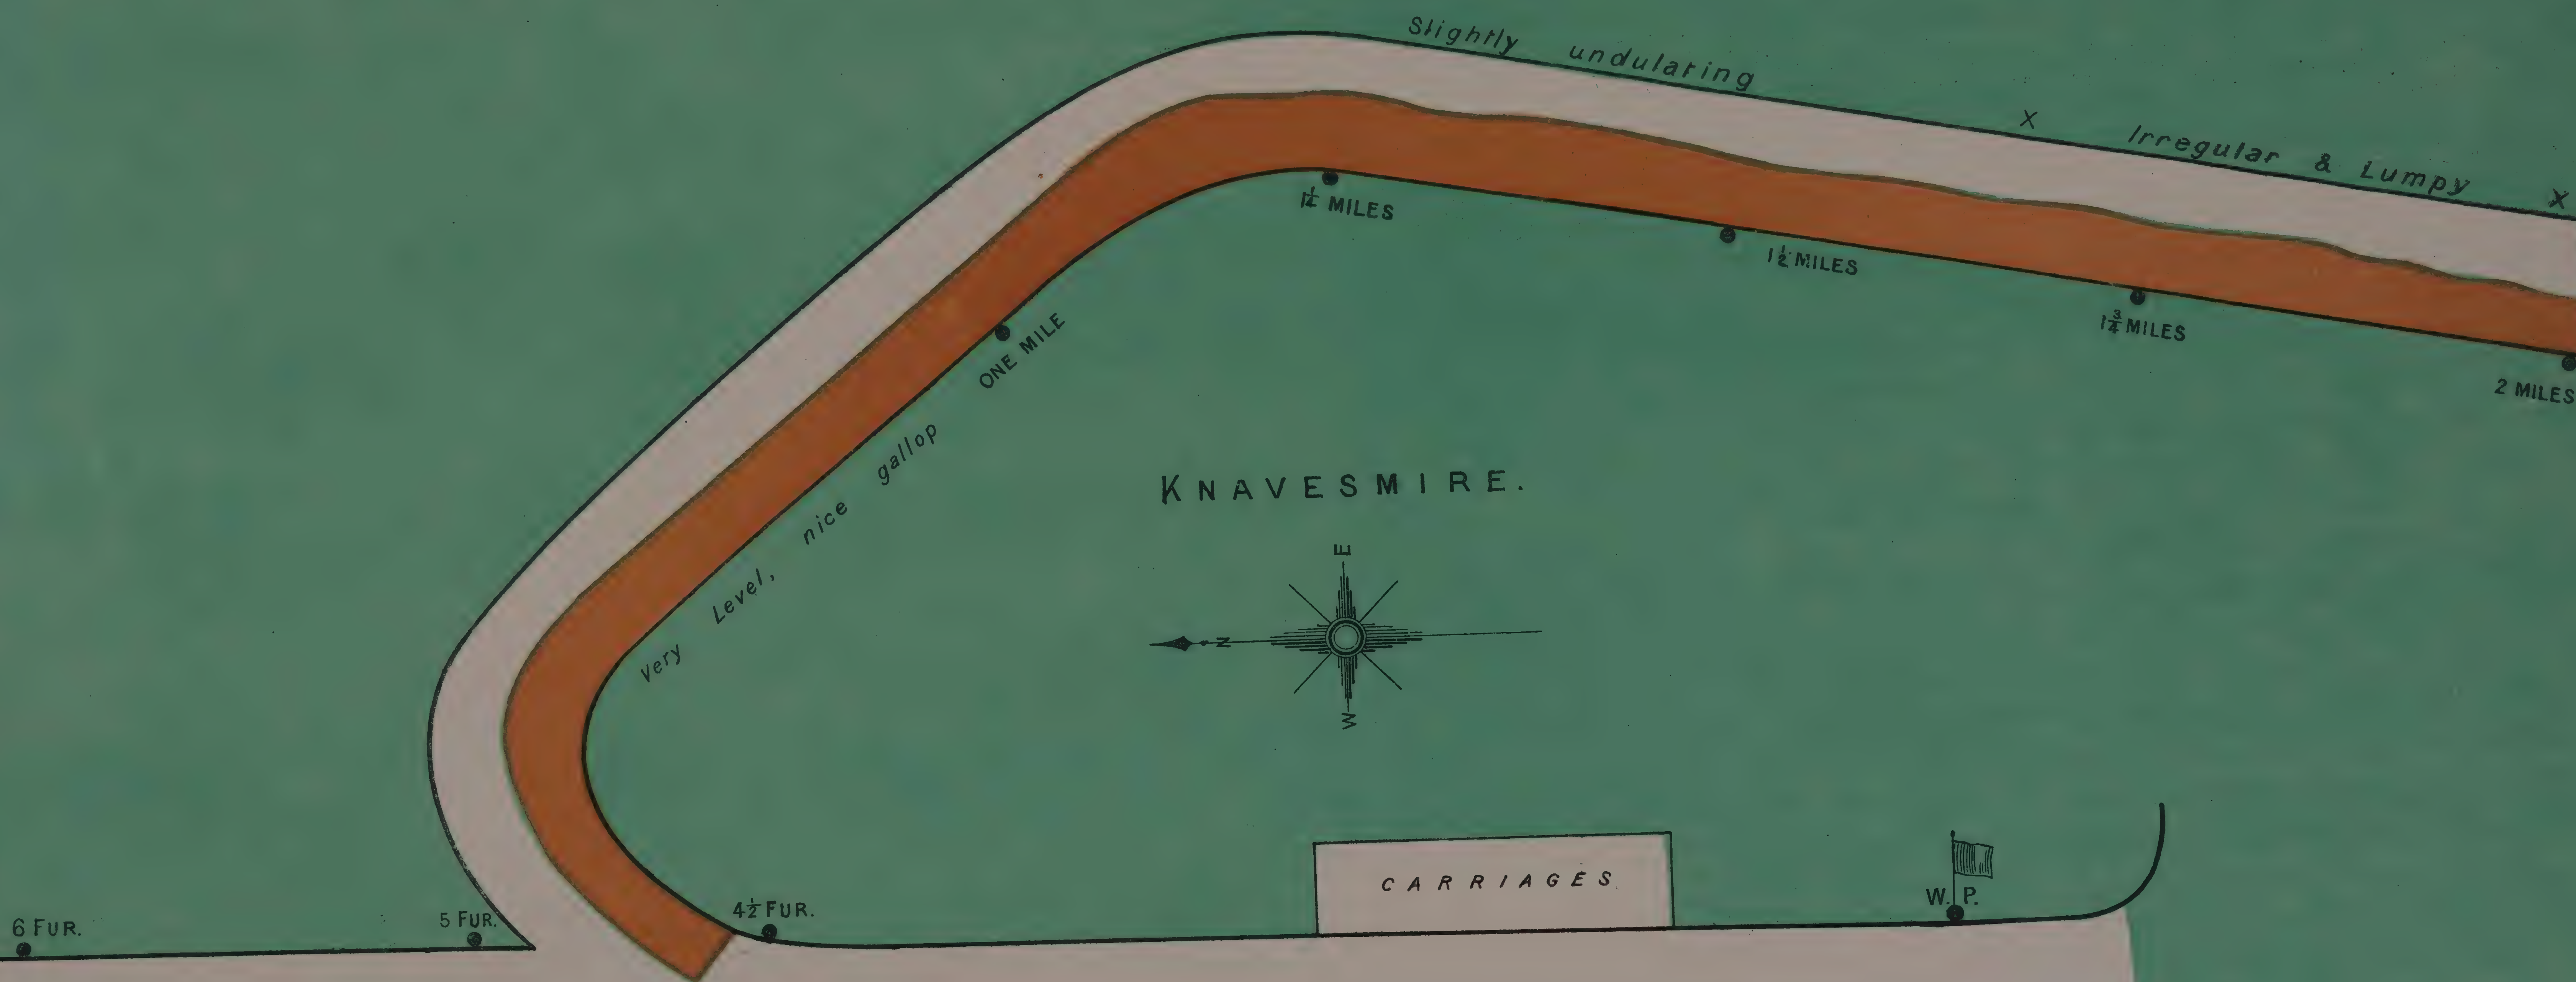 Slightly undulating
X
Irregular & Lumpy
X
1¼ MILES
1½ MILES
1¾ MILES
2 MILES
ONE MILE
Very Level, nice gallop
KNAVESMIRE.
E
N
W
CARRIAGES.
W. P.
4½ FUR.
5 FUR.
6 FUR.